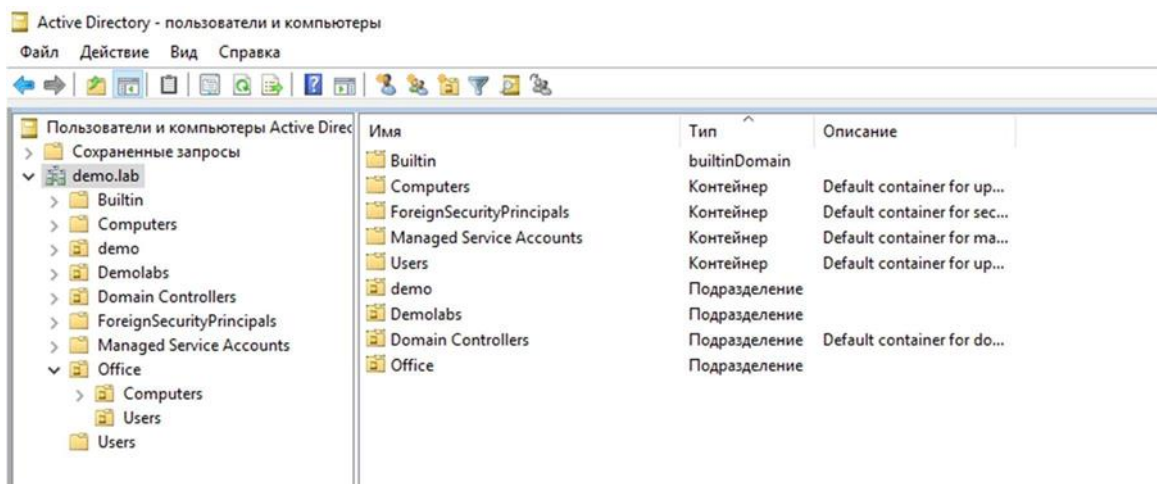 Active Directory - пользователи и компьютеры
Файл Действие Вид Справка
Пользователи и компьютеры Active Direc
Сохраненные запросы
demo.lab
Builtin
Computers
demo
Demolabs
Domain Controllers
ForeignSecurityPrincipals
Managed Service Accounts
Office
Computers
Users
Users
Имя Тип Описание
Builtin builtinDomain
Computers Контейнер Default container for up...
ForeignSecurityPrincipals Контейнер Default container for sec...
Managed Service Accounts Контейнер Default container for ma...
Users Контейнер Default container for up...
demo Подразделение
Demolabs Подразделение
Domain Controllers Подразделение Default container for do...
Office Подразделение